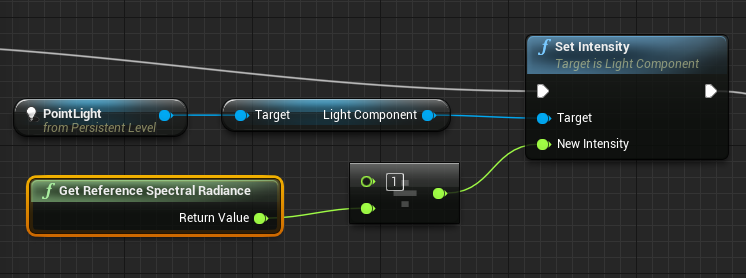 Set Intensity
Target is Light Component
PointLight
from Persistent Level
Target
Light Component
Target
New Intensity
Get Reference Spectral Radiance
Return Value
1